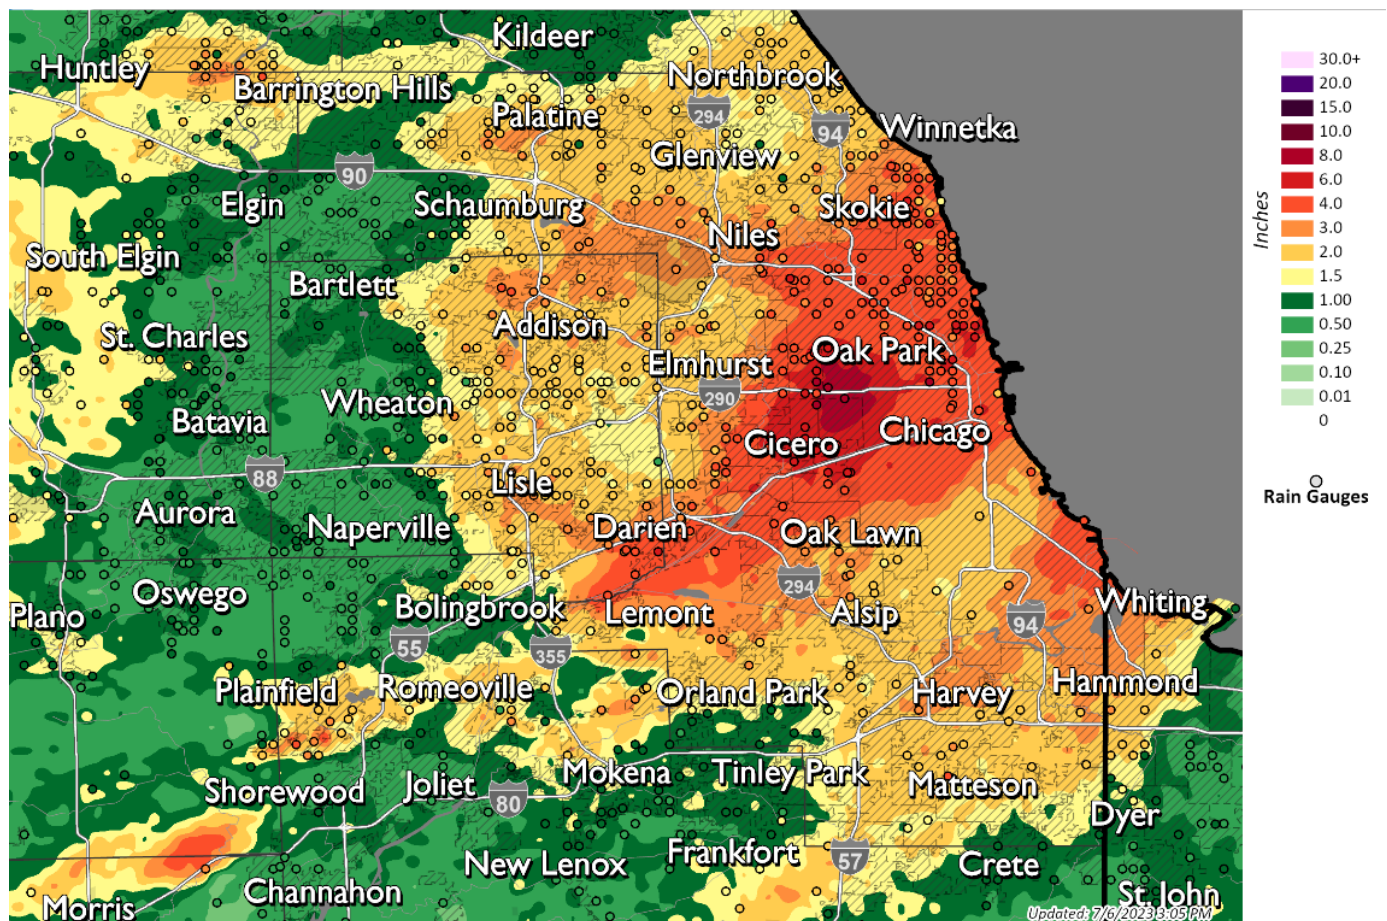 Kildeer
Huntley
Northbrook
Barrington Hills
Palatine
294
94
Winnetka
Glenview
90
Elgin
Schaumburg
Skokie
Niles
South Elgin
Bartlett
Addison
St. Charles
Oak Park
Elmhurst
290
Wheaton
Batavia
Cicero
Chicago
88
Lisle
Aurora
Naperville
Darien
Oak Lawn
294
Oswego
Bolingbrook
Lemont
Alsip
Whiting
Plano
94
55
355
Plainfield
Romeoville
Orland Park
Harvey
Hammond
Shorewood
Joliet
80
Mokena
Tinley Park
Matteson
Dyer
New Lenox
Frankfort
57
Crete
Channahon
Morris
St. John
Updated: 7/6/2023 3:05 PM
Inches
30.0+
20.0
15.0
10.0
8.0
6.0
4.0
3.0
2.0
1.5
1.00
0.50
0.25
0.10
0.01
0
Rain Gauges